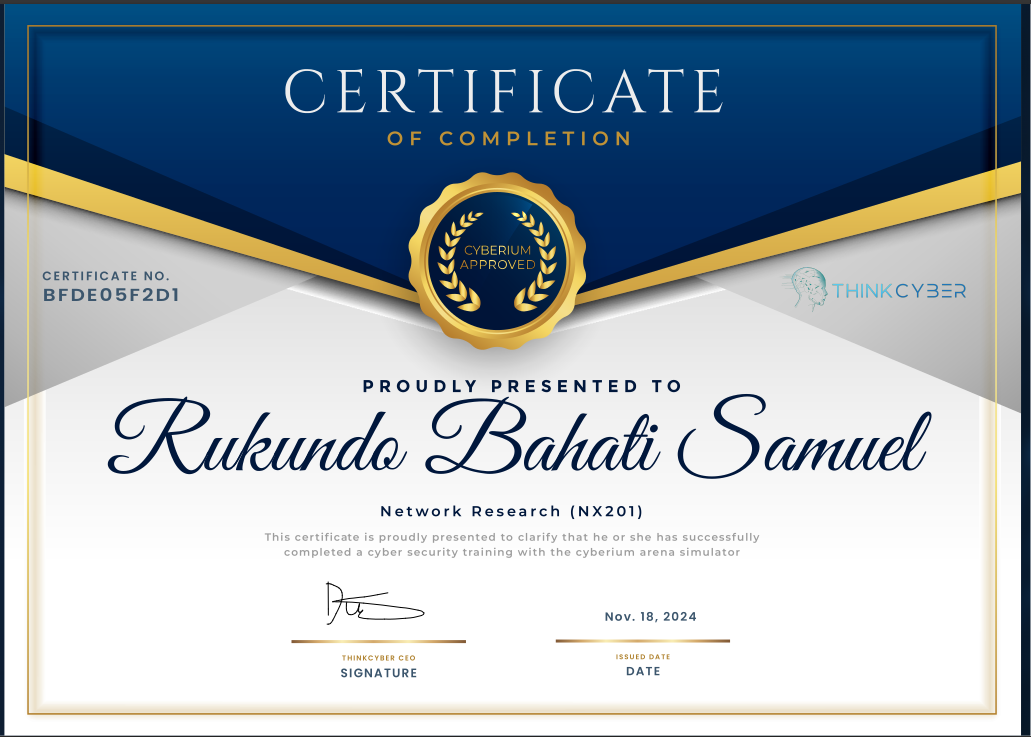 CERTIFICATE
OF COMPLETION
CYBERIUM
APPROVED
CERTIFICATE NO.
BFDE05F2D1
THINKCYBER
PROUDLY PRESENTED TO
Rukundo Bahati Samuel
Network Research (NX201)
This certificate is proudly presented to clarify that he or she has successfully
completed a cyber security training with the cyberium arena simulator
Nov. 18, 2024
THINKCYBER CEO
SIGNATURE
ISSUED DATE
DATE